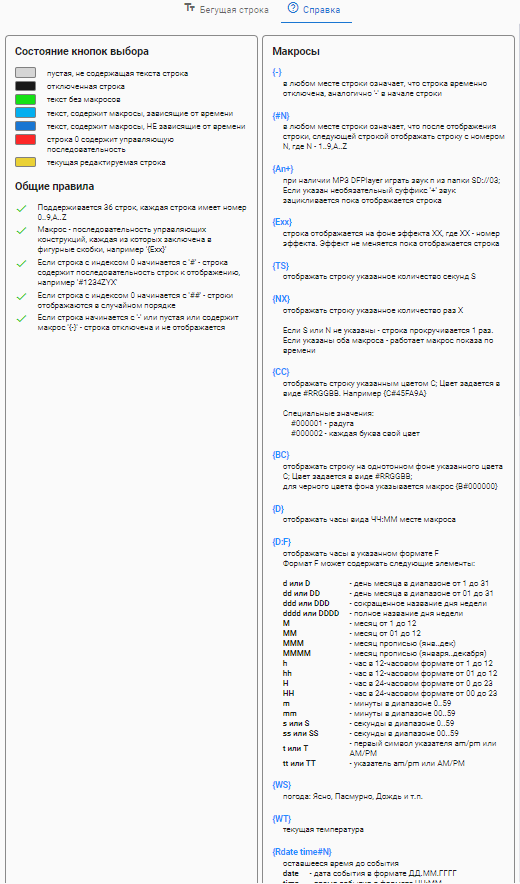 Бегущая строка
Справка
Состояние кнопок выбора
пустая, не содержащая текста строка
отключенная строка
текст без макросов
текст, содержит макросы, зависящие от времени
текст, содержит макросы, НЕ зависящие от времени
строка 0 содержит управляющую
последовательность
текущая редактируемая строка
Общие правила
Поддерживается 36 строк, каждая строка имеет номер
0..9,A..Z
Макрос - последовательность управляющих
конструкций, каждая из которых заключена в
фигурные скобки, например '{Exx}'
Если строка с индексом 0 начинается с '#' - строка
содержит последовательность строк к отображению,
например '#1234ZYX'
Если строка с индексом 0 начинается с '##' - строки
отображаются в случайном порядке
Если строка начинается с '-' или пустая или содержит
макрос '{-}' - строка отключена и не отображается
Макросы
{-}
в любом месте строки означает, что строка временно
отключена, аналогично '-' в начале строки
{#N}
в любом месте строки означает, что после отображения
строки, следующей строкой отображать строку с номером
N, где N - 1..9,A..Z
{An+}
при наличии MP3 DFPlayer играть звук n из папки SD://03;
Если указан необязательный суффикс '+' звук
зацикливается пока отображается строка
{Exx}
строка отображается на фоне эффекта XX, где XX - номер
эффекта. Эффект не меняется пока отображается строка
{TS}
отображать строку указанное количество секунд S
{NX}
отображать строку указанное количество раз X
Если S или N не указаны - строка прокручивается 1 раз.
Если указаны оба макроса - работает макрос показа по
времени
{CC}
отображать строку указанным цветом C; Цвет задается в
виде #RRGGBB. Например {C#45FA9A}
Специальные значения:
#000001 - радуга
#000002 - каждая буква свой цвет
{BC}
отображать строку на однотонном фоне указанного цвета
C; Цвет задается в виде #RRGGBB;
для черного цвета фона указывается макрос {B#000000}
{D}
отображать часы вида ЧЧ:ММ месте макроса
{D:F}
отображать часы в указанном формате F
Формат F может содержать следующие элементы:
d или D - день месяца в диапазоне от 1 до 31
dd или DD - день месяца в диапазоне от 01 до 31
ddd или DDD - сокращенное название дня недели
dddd или DDDD - полное название дня недели
M - месяц от 1 до 12
MM - месяц от 01 до 12
MMM - месяц прописью (янв..дек)
MMMM - месяц прописью (января..декабря)
h - час в 12-часовом формате от 1 до 12
hh - час в 12-часовом формате от 01 до 12
H - час в 24-часовом формате от 0 до 23
HH - час в 24-часовом формате от 00 до 23
m - минуты в диапазоне 0..59
mm - минуты в диапазоне 00..59
s или S - секунды в диапазоне 0..59
ss или SS - секунды в диапазоне 00..59
t или T - первый символ указателя am/pm или
AM/PM
tt или TT - указатель am/pm или AM/PM
{WS}
погода: Ясно, Пасмурно, Дождь и т.п.
{WT}
текущая температура
{Rdate time#N}
оставшееся время до события
date - дата события в формате ДД.ММ.ГГГГ
time - время события в формате ЧЧ:ММ